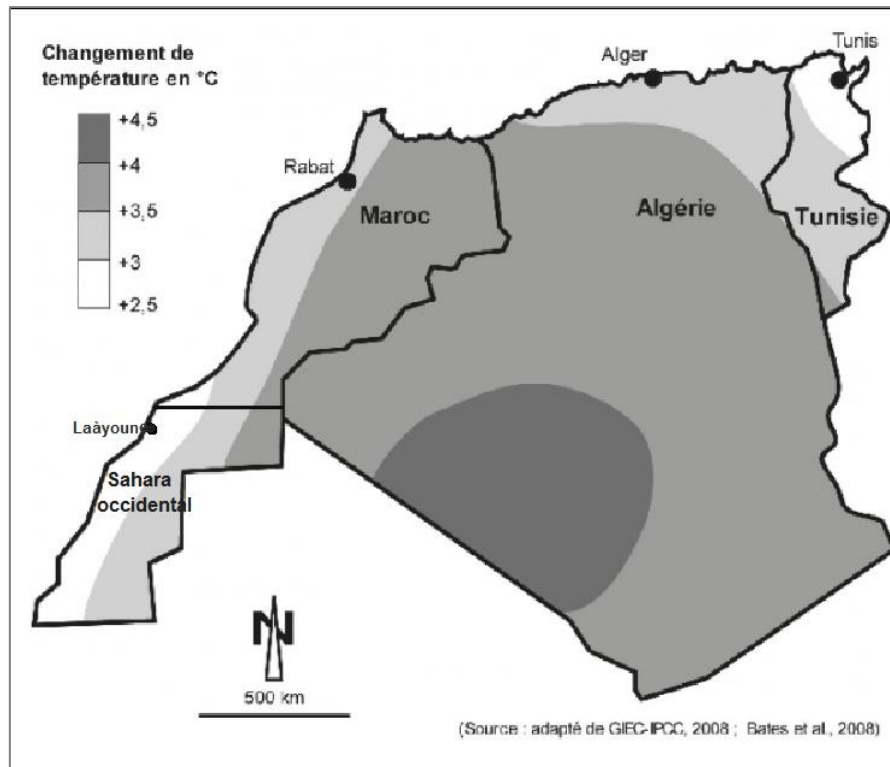 Changement de
température en °C
+4,5
+4
+3,5
+3
+2,5
Tunis
Alger
Rabat
Maroc
Algérie
Tunisie
Laâyoune
Sahara
occidental
N
500 km
(Source : adapté de GIEC-IPCC, 2008 ; Bates et al., 2008)